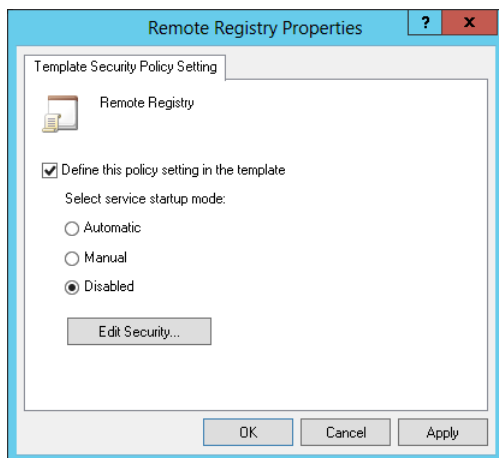 Remote Registry Properties
? x
Template Security Policy Setting
Remote Registry
Define this policy setting in the template
Select service startup mode:
Automatic
Manual
Disabled
Edit Security...
OK Cancel Apply